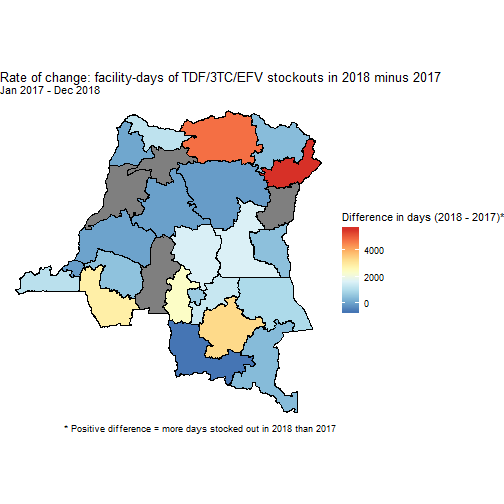 Rate of change: facility-days of TDF/3TC/EFV stockouts in 2018 minus 2017
Jan 2017 - Dec 2018
Difference in days (2018 - 2017)*
4000
2000
0
* Positive difference = more days stocked out in 2018 than 2017